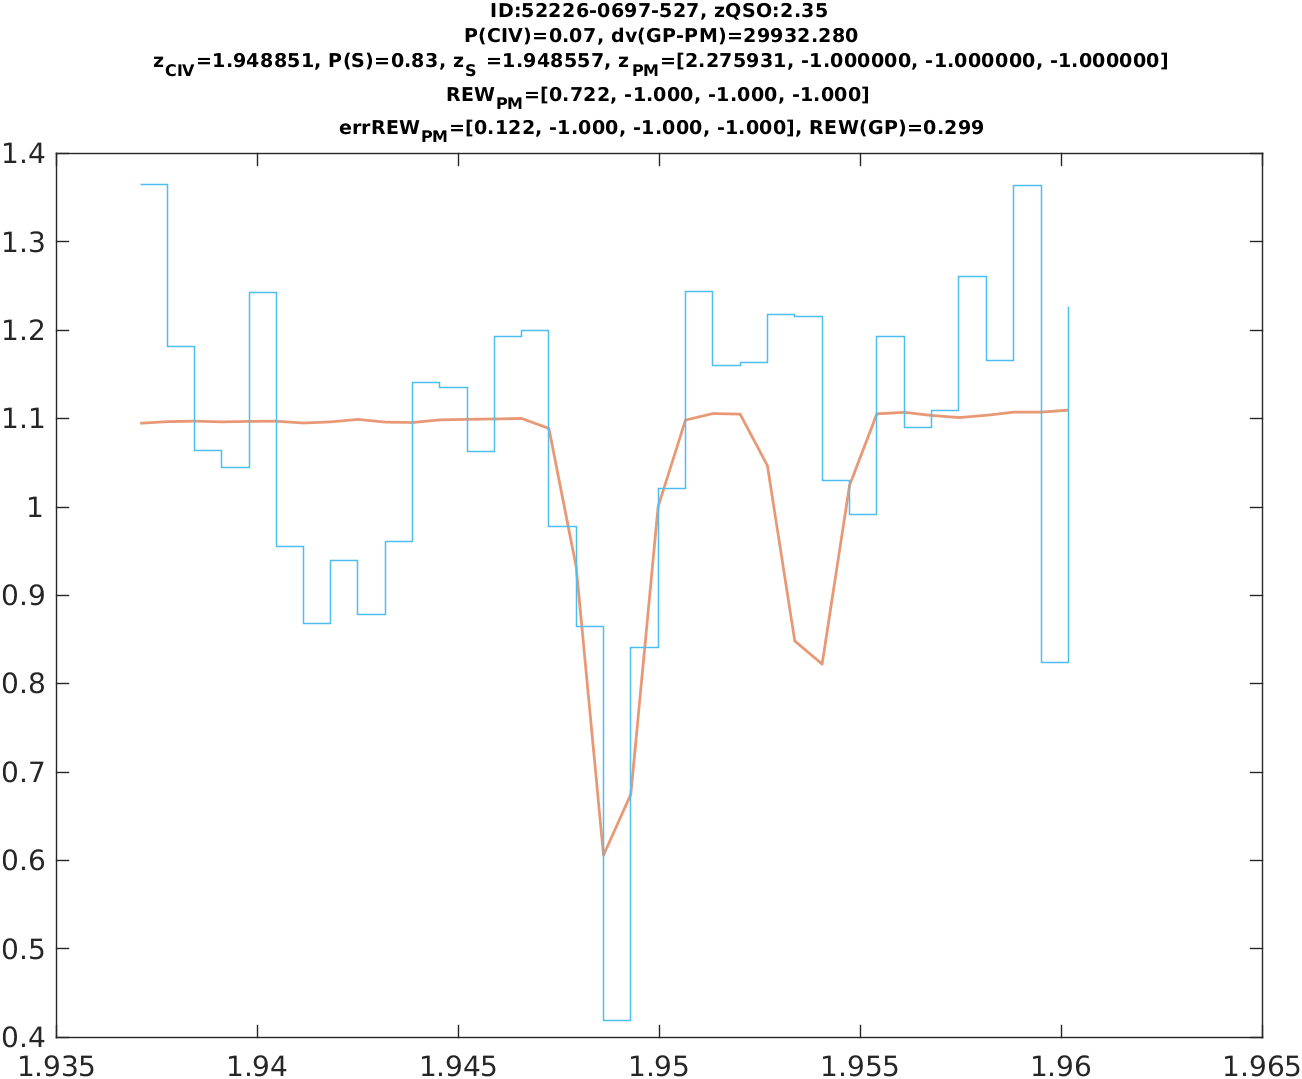 ID:52226-0697-527, zQSO:2.35
P(CIV)=0.07, dv(GP-PM)=29932.280
zCIV=1.948851, P(S)=0.83, zS =1.948557, zPM=[2.275931, -1.000000, -1.000000, -1.000000]
REWPM=[0.722, -1.000, -1.000, -1.000]
errREWPM=[0.122, -1.000, -1.000, -1.000], REW(GP)=0.299
1.4
1.3
1.2
1.1
1
0.9
0.8
0.7
0.6
0.5
0.4
1.935 1.94 1.945 1.95 1.955 1.96 1.965